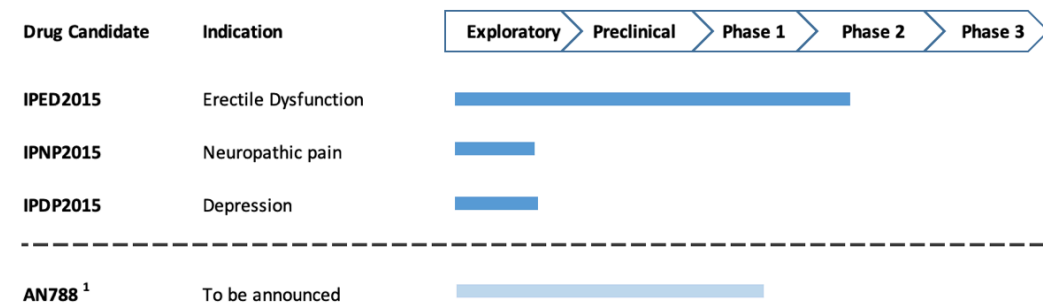 Drug Candidate Indication Exploratory Preclinical Phase 1 Phase 2 Phase 3
IPED2015 Erectile Dysfunction
IPNP2015 Neuropathic pain
IPDP2015 Depression
AN788 1 To be announced